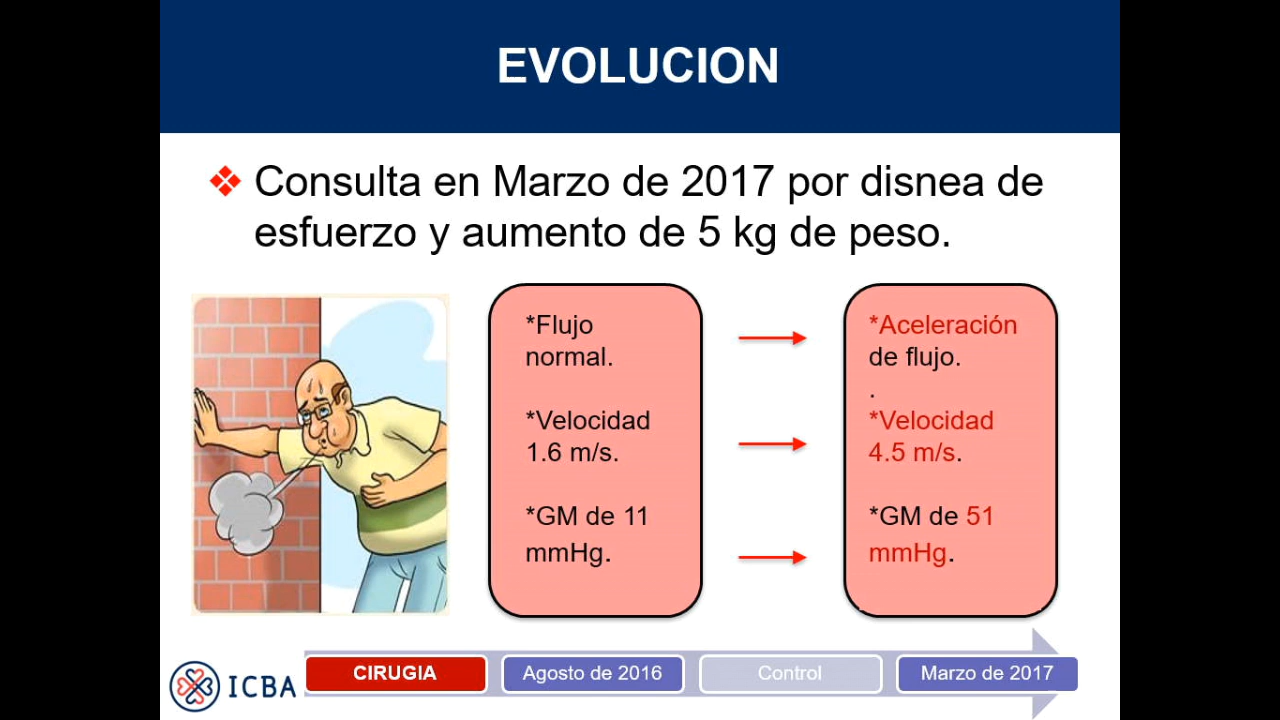 EVOLUCION
Consulta en Marzo de 2017 por disnea de
esfuerzo y aumento de 5 kg de peso.
*Flujo
normal.
*Velocidad
1.6 m/s.
*GM de 11
mmHg.
*Aceleración
de flujo.
.
*Velocidad
4.5 m/s.
*GM de 51
mmHg.
ICBA
CIRUGIA
Agosto de 2016
Control
Marzo de 2017